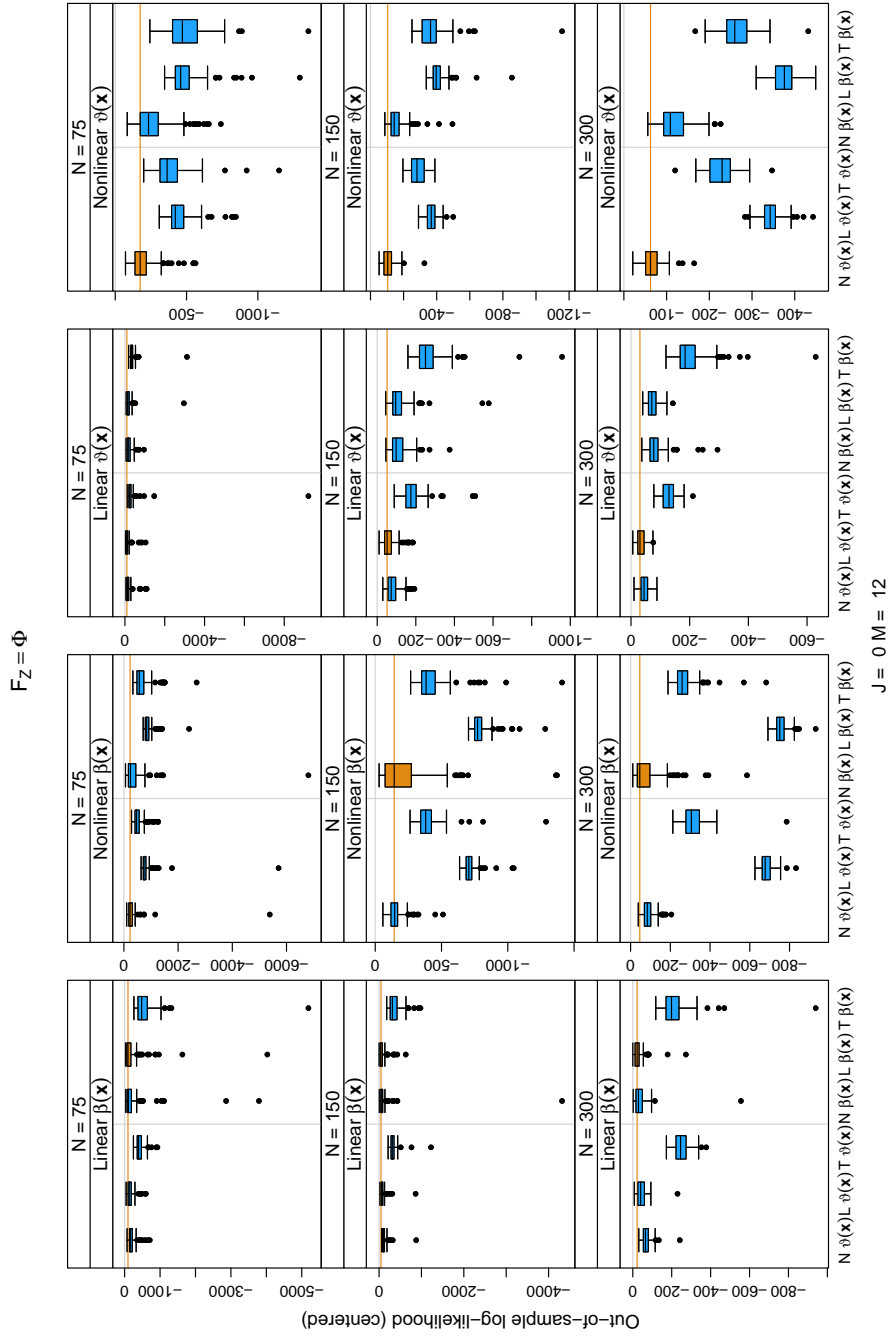 F_Z = Φ
N = 75
Linear β(x)
0
−1000
−3000
−5000
N = 75
Nonlinear β(x)
0
−2000
−4000
−6000
N = 75
Linear ϑ(x)
0
−4000
−8000
N = 75
Nonlinear ϑ(x)
−500
−1000
Out−of−sample log−likelihood (centered)
N = 150
Linear β(x)
0
−2000
−4000
N = 150
Nonlinear β(x)
0
−500
−1000
N = 150
Linear ϑ(x)
0
−200
−400
−600
−1000
N = 150
Nonlinear ϑ(x)
−400
−800
−1200
N = 300
Linear β(x)
0
−200
−400
−600
−800
N = 300
Nonlinear β(x)
0
−200
−400
−600
−800
N = 300
Linear ϑ(x)
0
−200
−400
−600
N = 300
Nonlinear ϑ(x)
−100
−200
−300
−400
N ϑ(x) L ϑ(x) T ϑ(x) N β(x) L β(x) T β(x)
N ϑ(x) L ϑ(x) T ϑ(x) N β(x) L β(x) T β(x)
N ϑ(x) L ϑ(x) T ϑ(x) N β(x) L β(x) T β(x)
N ϑ(x) L ϑ(x) T ϑ(x) N β(x) L β(x) T β(x)
J = 0 M = 12